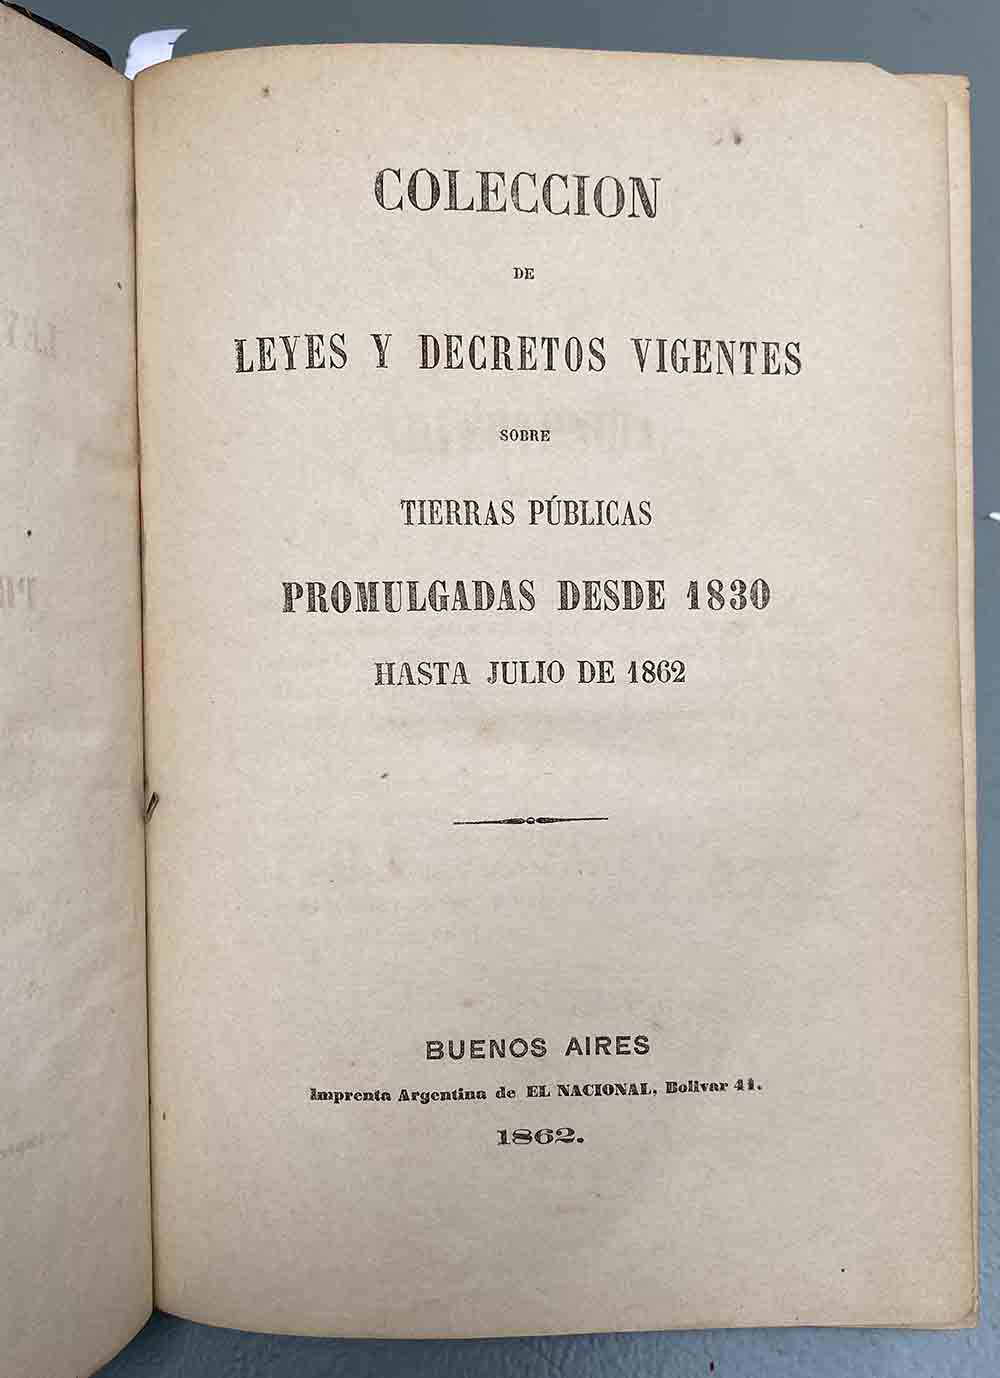 COLECCION
DE
LEYES Y DECRETOS VIGENTES
SOBRE
TIERRAS PÚBLICAS
PROMULGADAS DESDE 1830
HASTA JULIO DE 1862
BUENOS AIRES
Imprenta Argentina de EL NACIONAL, Bolivar 41.
1862.